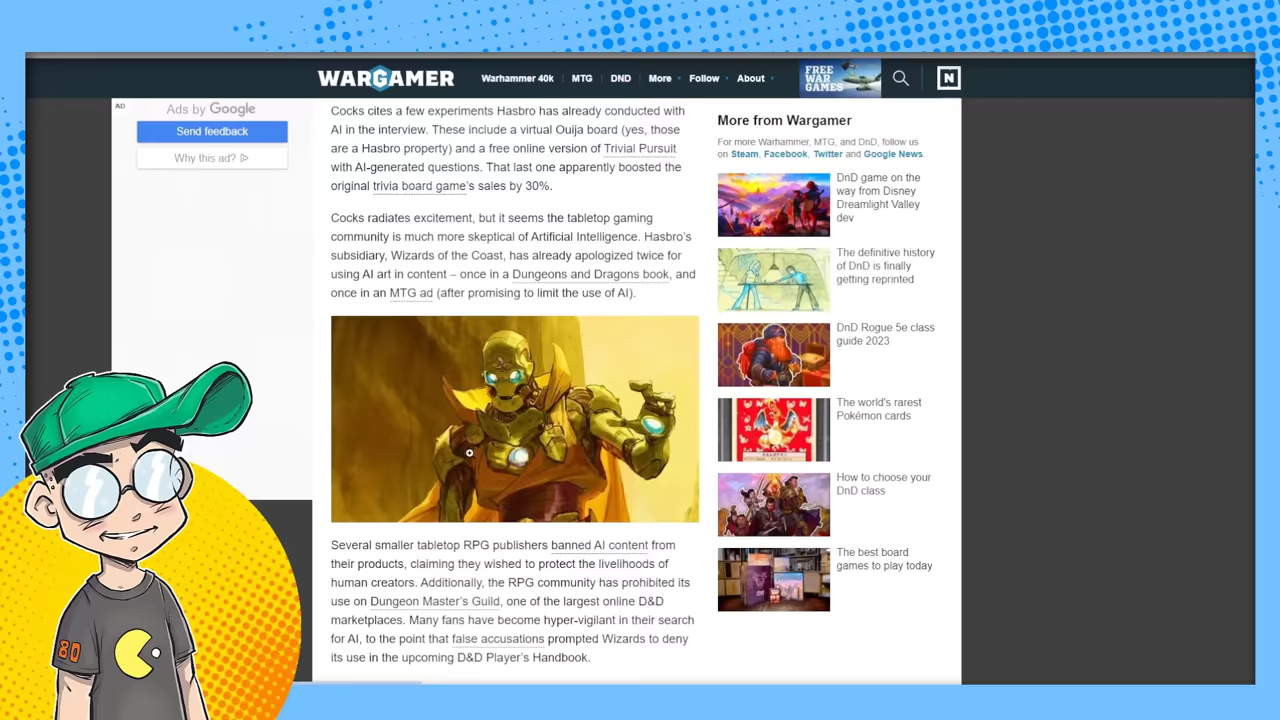 WARGAMER
Warhammer 40k
MTG
DND
More
Follow
About
FREE
WAR
GAMES
N
AD
Ads by Google
Send feedback
Why this ad?
Cocks cites a few experiments Hasbro has already conducted with
AI in the interview. These include a virtual Ouija board (yes, those
are a Hasbro property) and a free online version of Trivial Pursuit
with AI-generated questions. That last one apparently boosted the
original trivia board game's sales by 30%.
Cocks radiates excitement, but it seems the tabletop gaming
community is much more skeptical of Artificial Intelligence. Hasbro's
subsidiary, Wizards of the Coast, has already apologized twice for
using AI art in content – once in a Dungeons and Dragons book, and
once in an MTG ad (after promising to limit the use of AI).
Several smaller tabletop RPG publishers banned AI content from
their products, claiming they wished to protect the livelihoods of
human creators. Additionally, the RPG community has prohibited its
use on Dungeon Master's Guild, one of the largest online D&D
marketplaces. Many fans have become hyper-vigilant in their search
for AI, to the point that false accusations prompted Wizards to deny
its use in the upcoming D&D Player's Handbook.
More from Wargamer
For more Warhammer, MTG, and DnD, follow us
on Steam, Facebook, Twitter and Google News.
DnD game on the
way from Disney
Dreamlight Valley
dev
The definitive history
of DnD is finally
getting reprinted
DnD Rogue 5e class
guide 2023
The world's rarest
Pokémon cards
How to choose your
DnD class
The best board
games to play today
80